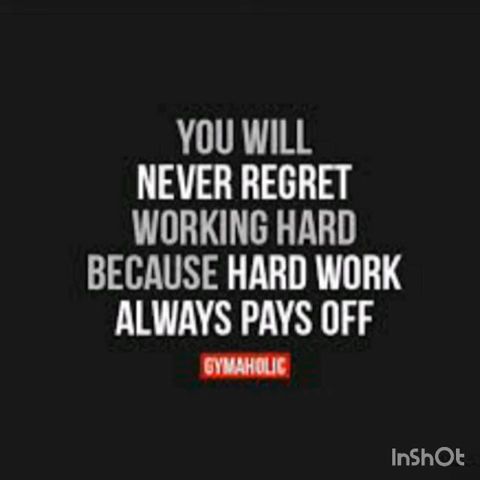 YOU WILL
NEVER REGRET
WORKING HARD
BECAUSE HARD WORK
ALWAYS PAYS OFF
GYMAHOLIC
InShOt